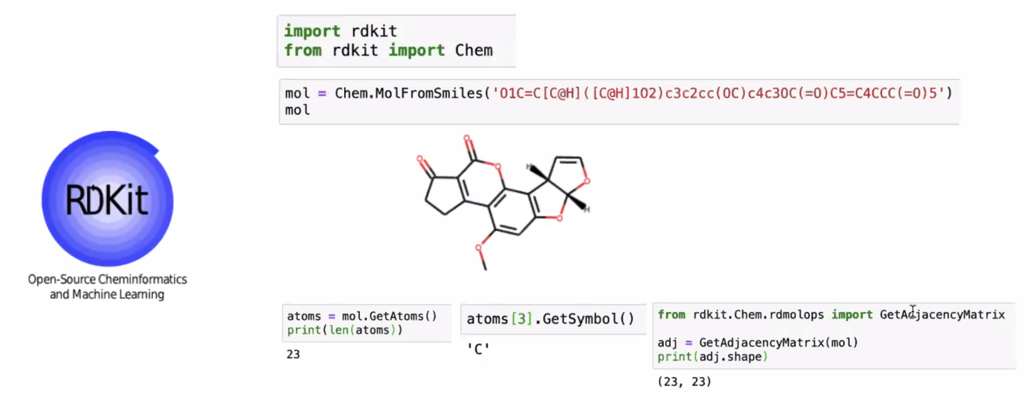 import rdkit
from rdkit import Chem
mol = Chem.MolFromSmiles('O1C=C[C@H]([C@H]1O2)c3c2cc(OC)c4c3OC(=O)C5=C4CCC(=O)5')
mol
RDKit
Open-Source Cheminformatics
and Machine Learning
O
O
O
H
O
O
H
O
atoms = mol.GetAtoms()
print(len(atoms))
23
atoms[3].GetSymbol()
'C'
from rdkit.Chem.rdmolops import GetAdjacencyMatrix
adj = GetAdjacencyMatrix(mol)
print(adj.shape)
(23, 23)